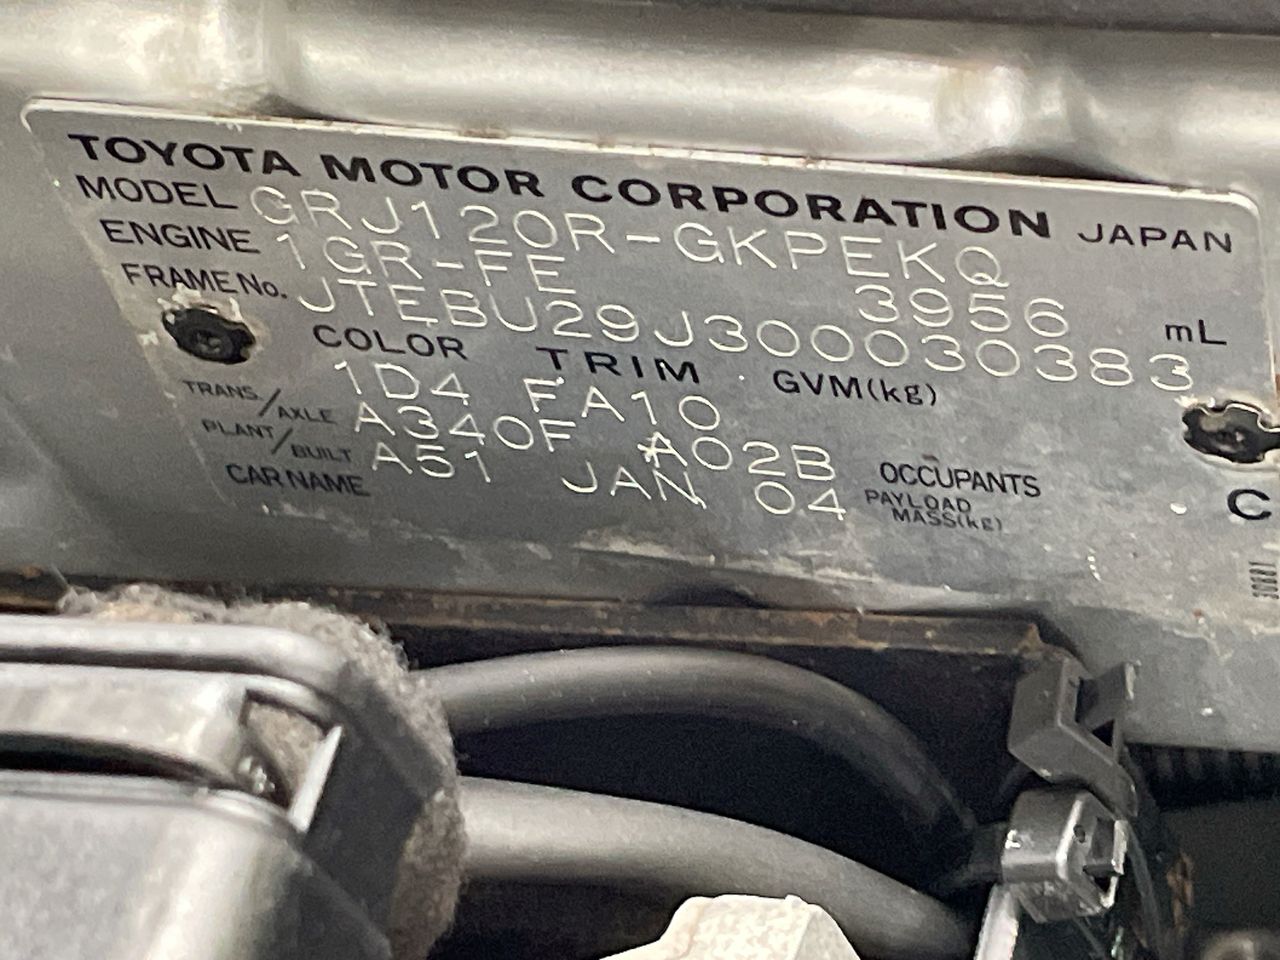 TOYOTA MOTOR CORPORATION JAPAN
MODEL GRJ120R-GKPEKQ
ENGINE 1GR-FE 3956 mL
FRAME No. JTEBU29J300030383
COLOR TRIM GVM(kg)
1D4 FA10
TRANS/AXLE A340F A02B OCCUPANTS
PLANT/BUILT A51 JAN 04 PAYLOAD MASS(kg)
CAR NAME
C